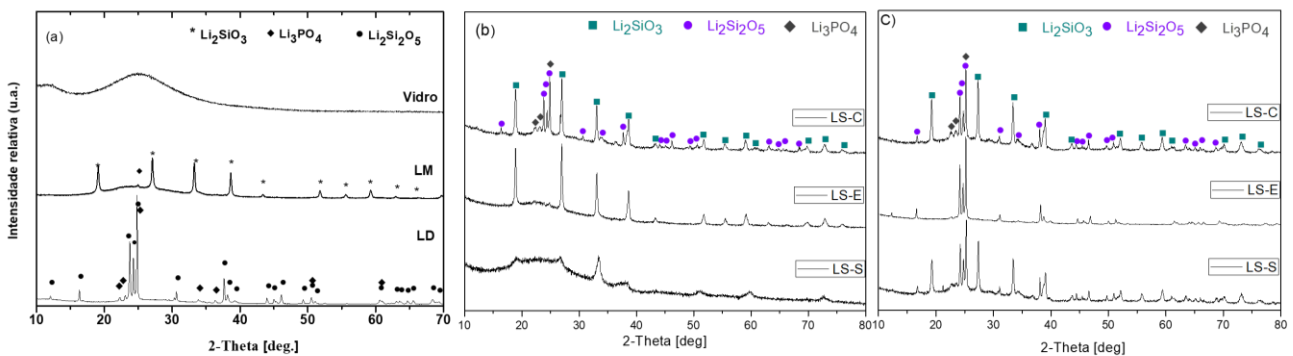 (a)
* Li2SiO3 ◆ Li3PO4 ● Li2Si2O5
Vidro
LM
LD
Intensidade relativa (u.a.)
10 20 30 40 50 60 70
2-Theta [deg.]
(b)
■ Li2SiO3 ● Li2Si2O5 ◆ Li3PO4
LS-C
LS-E
LS-S
10 20 30 40 50 60 70 80
2-Theta [deg]
C)
■ Li2SiO3 ● Li2Si2O5 ◆ Li3PO4
LS-C
LS-E
LS-S
10 20 30 40 50 60 70 80
2-Theta [deg]